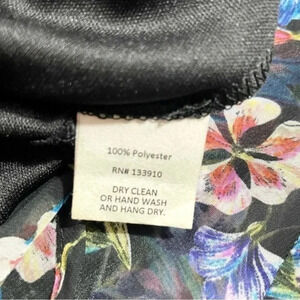 100% Polyester
RN# 133910
DRY CLEAN
OR HAND WASH
AND HANG DRY.